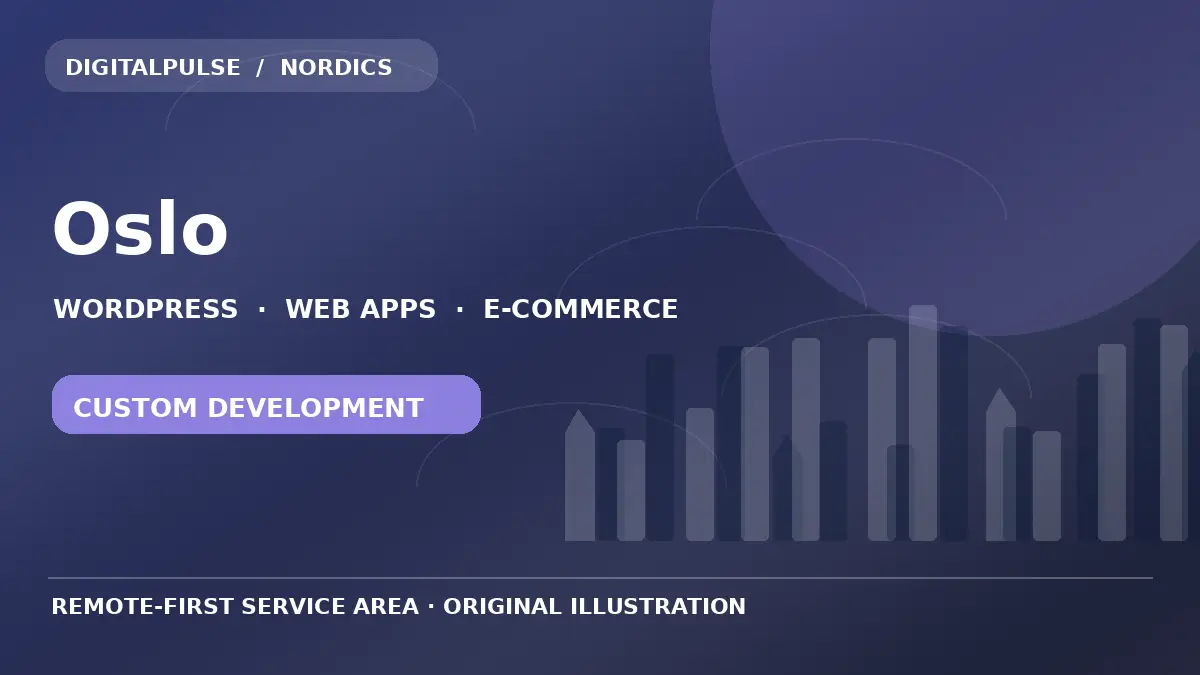 DIGITALPULSE / NORDICS
Oslo
WORDPRESS · WEB APPS · E-COMMERCE
CUSTOM DEVELOPMENT
REMOTE-FIRST SERVICE AREA · ORIGINAL ILLUSTRATION